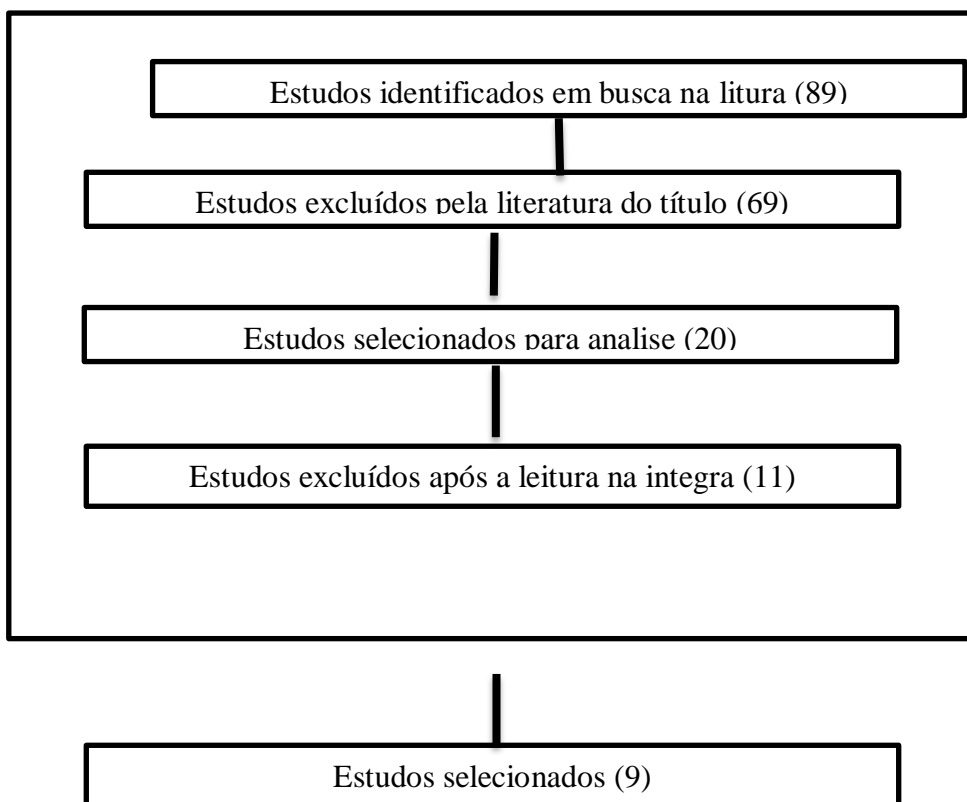 Estudos identificados em busca na litura (89)
Estudos excluídos pela literatura do título (69)
Estudos selecionados para analise (20)
Estudos excluídos após a leitura na integra (11)
Estudos selecionados (9)